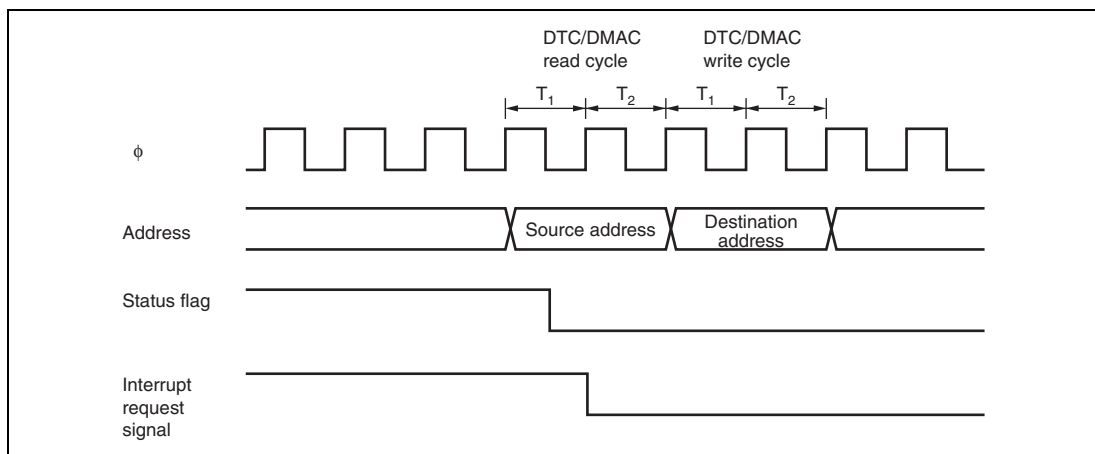 DTC/DMAC DTC/DMAC
read cycle write cycle
T1 T2 T1 T2
ϕ
Address
Source address
Destination
address
Status flag
Interrupt
request
signal